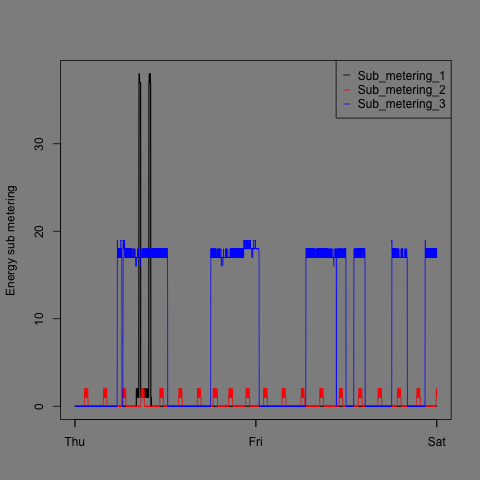 Sub_metering_1
Sub_metering_2
Sub_metering_3
Energy sub metering
30
20
10
0
Thu
Fri
Sat